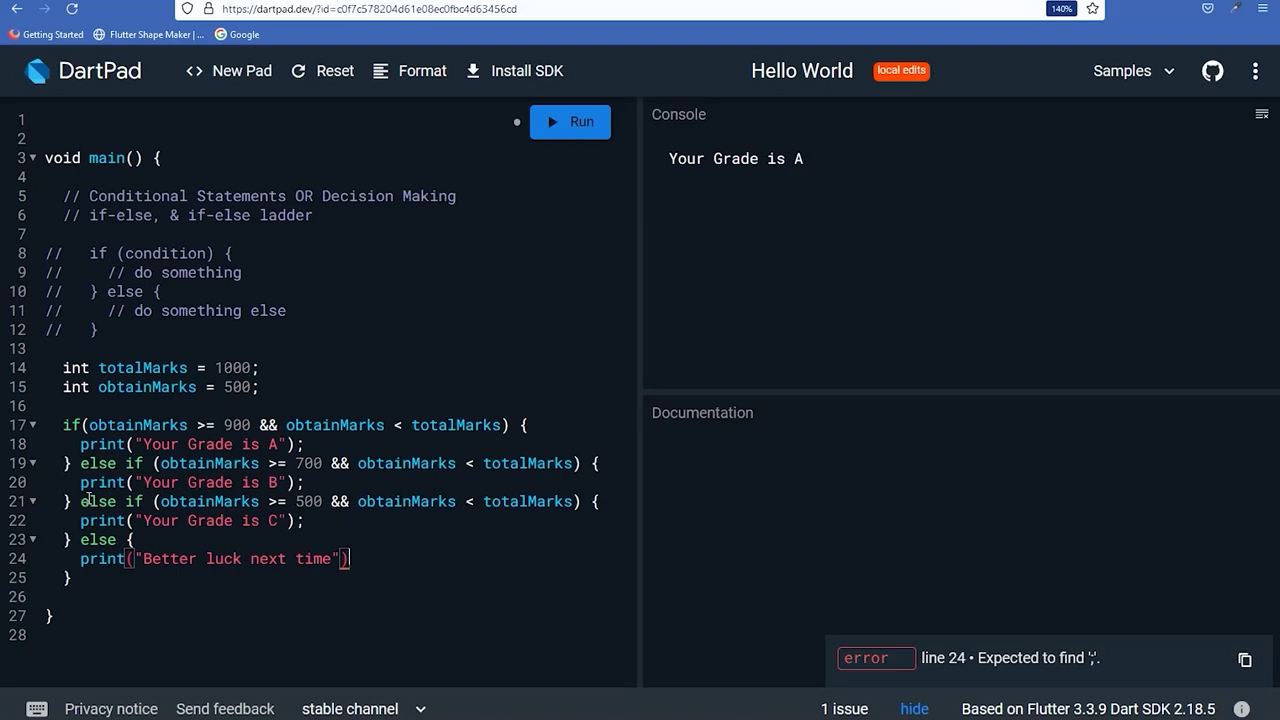 https://dartpad.dev/?id=c0f7c578204d61e08ec0fbc4d63456cd
140%
Getting Started
Flutter Shape Maker | ...
Google
DartPad
<> New Pad
Reset
Format
Install SDK
Hello World
local edits
Samples
Run
1
2
3 void main() {
4
5 // Conditional Statements OR Decision Making
6 // if-else, & if-else ladder
7
8 // if (condition) {
9 // // do something
10 // } else {
11 // // do something else
12 // }
13
14 int totalMarks = 1000;
15 int obtainMarks = 500;
16
17 if(obtainMarks >= 900 && obtainMarks < totalMarks) {
18 print("Your Grade is A");
19 } else if (obtainMarks >= 700 && obtainMarks < totalMarks) {
20 print("Your Grade is B");
21 } else if (obtainMarks >= 500 && obtainMarks < totalMarks) {
22 print("Your Grade is C");
23 } else {
24 print("Better luck next time")
25 }
26
27 }
28
Console
Your Grade is A
Documentation
error line 24 • Expected to find ';'.
Privacy notice
Send feedback
stable channel
1 issue
hide
Based on Flutter 3.3.9 Dart SDK 2.18.5